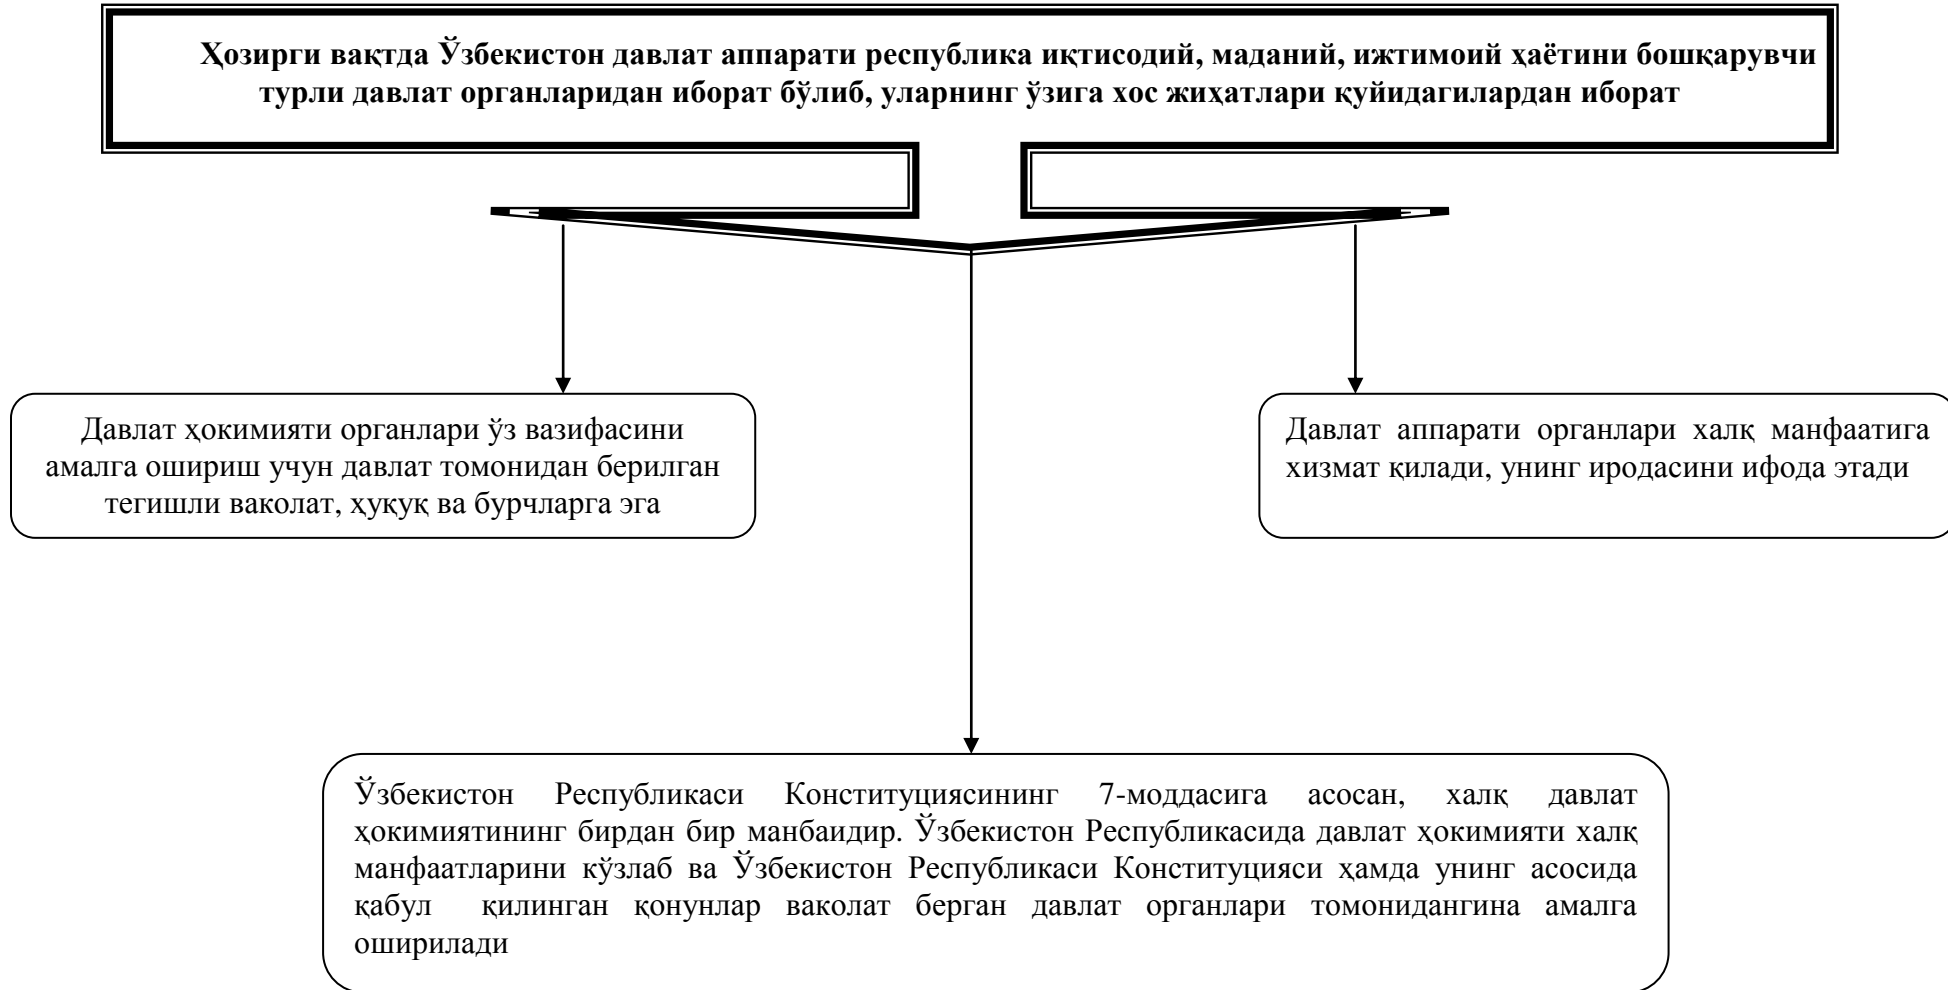 Ҳозирги вақтда Ўзбекистон давлат аппарати республика иқтисодий, маданий, ижтимоий ҳаётини бошқарувчи
турли давлат органларидан иборат бўлиб, уларнинг ўзига хос жиҳатлари қуйидагилардан иборат
Давлат ҳокимияти органлари ўз вазифасини
амалга ошириш учун давлат томонидан берилган
тегишли ваколат, ҳуқуқ ва бурчларга эга
Давлат аппарати органлари халқ манфаатига
хизмат қилади, унинг иродасини ифода этади
Ўзбекистон Республикаси Конституциясининг 7-моддасига асосан, халқ давлат
ҳокимиятининг бирдан бир манбаидир. Ўзбекистон Республикасида давлат ҳокимияти халқ
манфаатларини кўзлаб ва Ўзбекистон Республикаси Конституцияси ҳамда унинг асосида
қабул қилинган қонунлар ваколат берган давлат органлари томонидангина амалга
оширилади